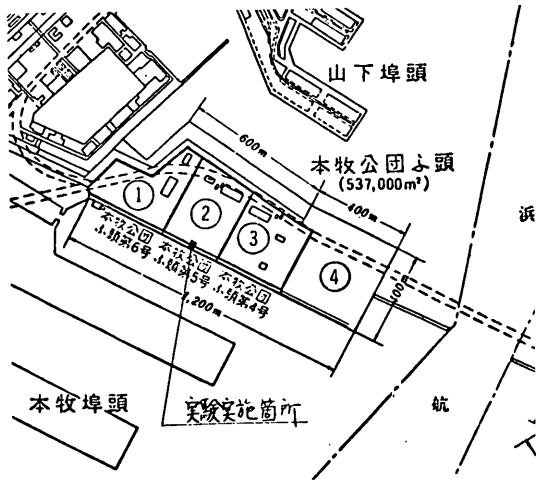 山下埠頭
600m
本牧公団ふ頭
(537,000m²)
400m
浜
①
②
③
④
400m
本牧公団
ふ頭第6号
本牧公団
ふ頭第5号
本牧公団
ふ頭第4号
1,200m
本牧埠頭
実験実施箇所
航